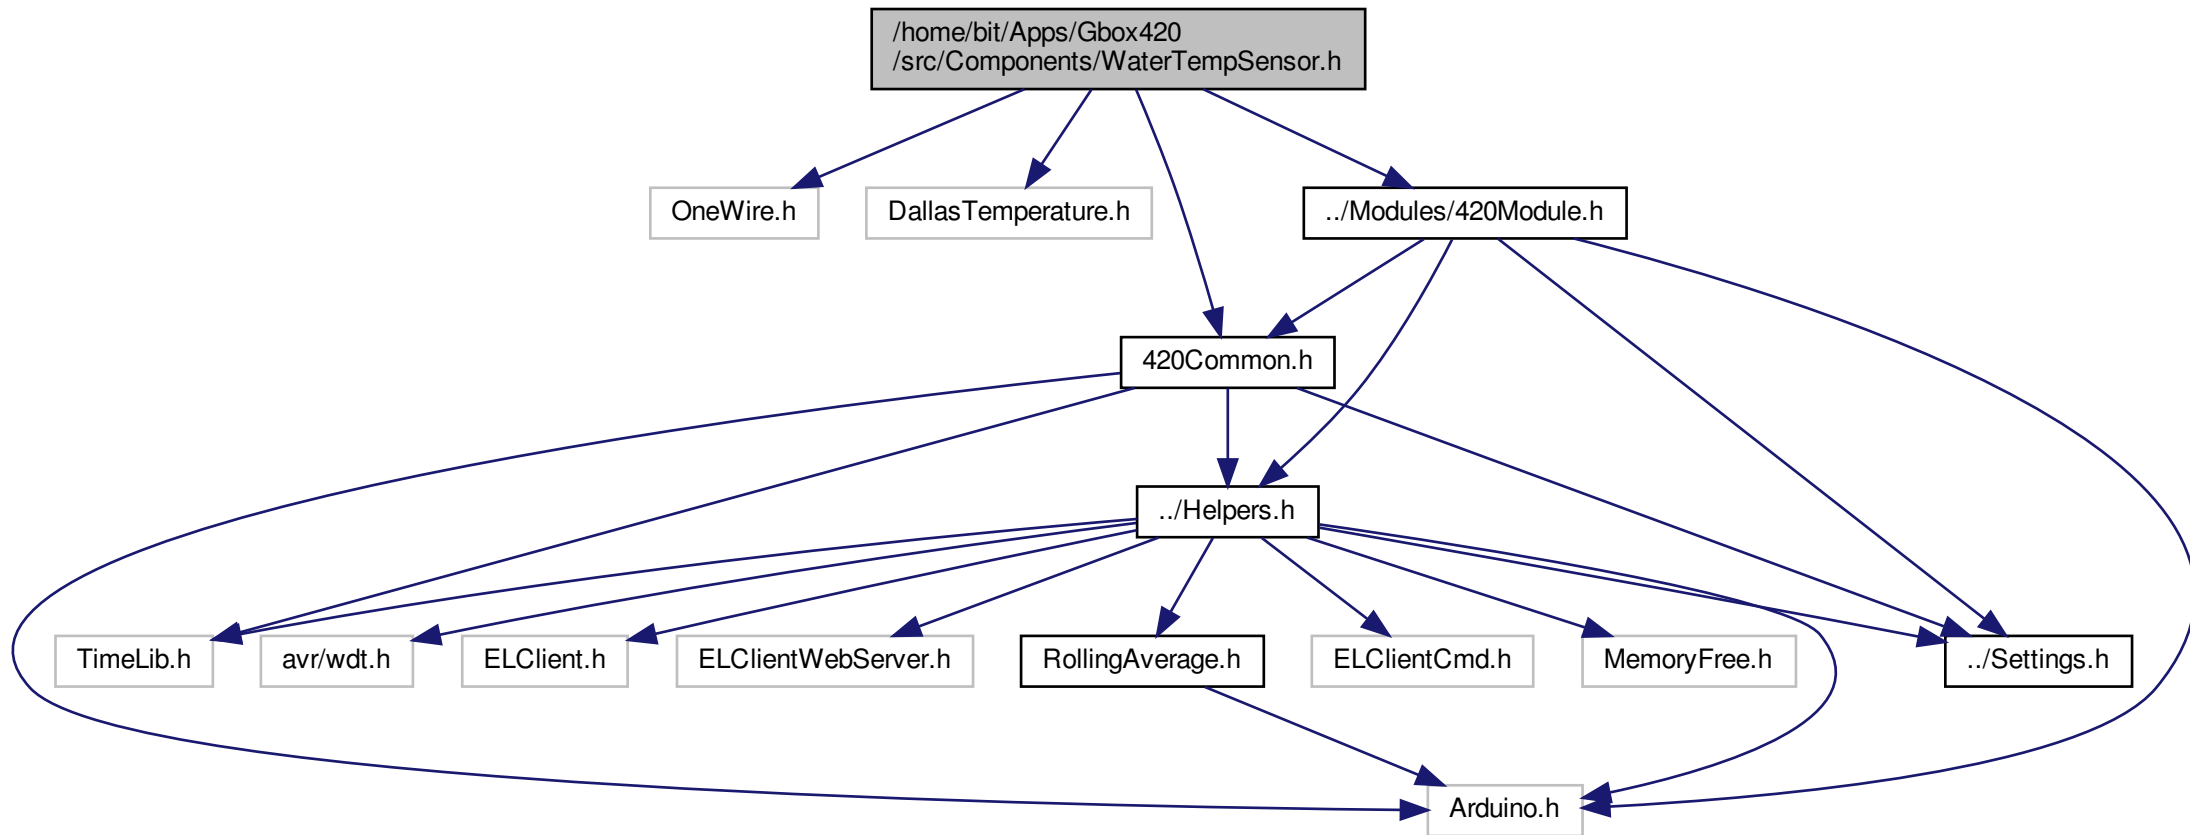 /home/bit/Apps/Gbox420
/src/Components/WaterTempSensor.h
OneWire.h
DallasTemperature.h
../Modules/420Module.h
420Common.h
../Helpers.h
TimeLib.h
avr/wdt.h
ELClient.h
ELClientWebServer.h
RollingAverage.h
ELClientCmd.h
MemoryFree.h
../Settings.h
Arduino.h